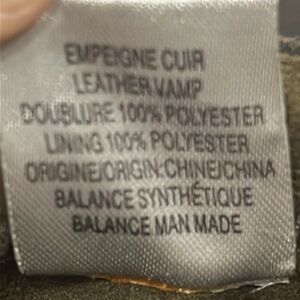 EMPEIGNE CUIR
LEATHER VAMP
DOUBLURE 100% POLYESTER
LINING 100% POLYESTER
ORIGINE/ORIGIN:CHINE/CHINA
BALANCE SYNTHÉTIQUE
BALANCE MAN MADE